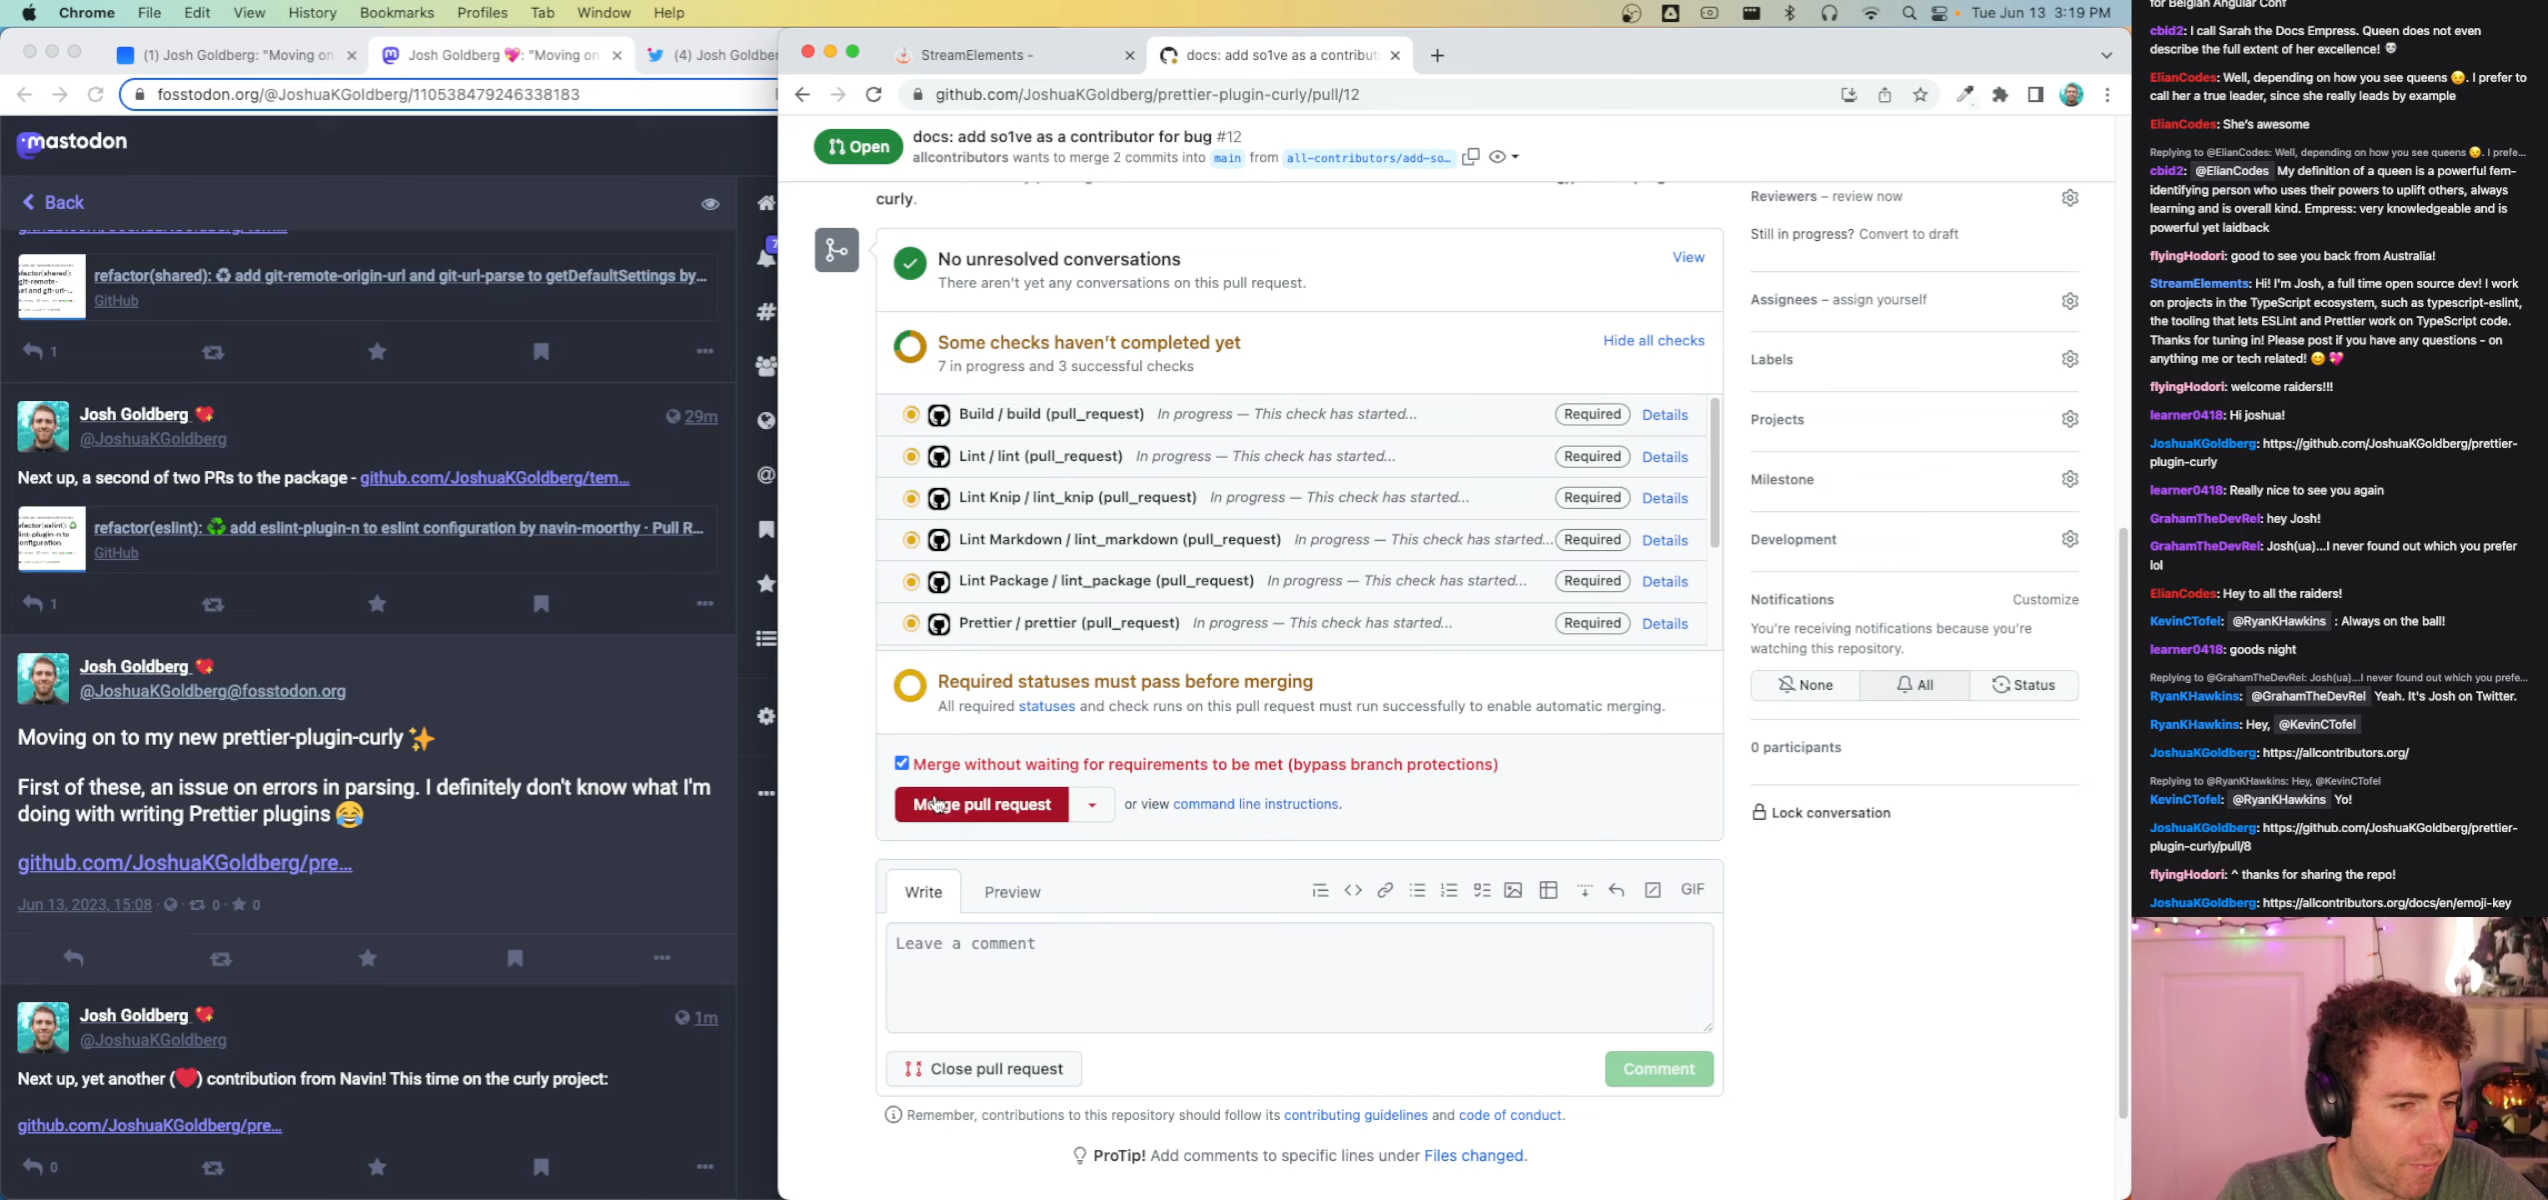 Chrome File Edit View History Bookmarks Profiles Tab Window Help
Tue Jun 13 3:19 PM
(1) Josh Goldberg: "Moving on
Josh Goldberg 💖: "Moving on
(4) Josh Goldber
fosstodon.org/@JoshuaKGoldberg/110538479246338183
mastodon
Back
refactor(shared): ♻️ add git-remote-origin-url and git-url-parse to getDefaultSettings by...
GitHub
1
Josh Goldberg 💖
29m
@JoshuaKGoldberg
Next up, a second of two PRs to the package - github.com/JoshuaKGoldberg/tem...
refactor(eslint): ♻️ add eslint-plugin-n to eslint configuration by navin-moorthy · Pull R...
GitHub
1
Josh Goldberg 💖
@JoshuaKGoldberg@fosstodon.org
Moving on to my new prettier-plugin-curly ✨
First of these, an issue on errors in parsing. I definitely don't know what I'm
doing with writing Prettier plugins 😂
github.com/JoshuaKGoldberg/pre...
Jun 13, 2023, 15:08 · 0 · 0
Josh Goldberg 💖
1m
@JoshuaKGoldberg
Next up, yet another (❤️) contribution from Navin! This time on the curly project:
github.com/JoshuaKGoldberg/pre...
0
7
StreamElements -
docs: add so1ve as a contribut
github.com/JoshuaKGoldberg/prettier-plugin-curly/pull/12
Open
docs: add so1ve as a contributor for bug #12
allcontributors wants to merge 2 commits into main from all-contributors/add-so...
curly.
No unresolved conversations
View
There aren't yet any conversations on this pull request.
Some checks haven't completed yet
Hide all checks
7 in progress and 3 successful checks
Build / build (pull_request) In progress — This check has started... Required Details
Lint / lint (pull_request) In progress — This check has started... Required Details
Lint Knip / lint_knip (pull_request) In progress — This check has started... Required Details
Lint Markdown / lint_markdown (pull_request) In progress — This check has started... Required Details
Lint Package / lint_package (pull_request) In progress — This check has started... Required Details
Prettier / prettier (pull_request) In progress — This check has started... Required Details
Required statuses must pass before merging
All required statuses and check runs on this pull request must run successfully to enable automatic merging.
Merge without waiting for requirements to be met (bypass branch protections)
Merge pull request
or view command line instructions.
Write
Preview
GIF
Leave a comment
Close pull request
Comment
Remember, contributions to this repository should follow its contributing guidelines and code of conduct.
ProTip! Add comments to specific lines under Files changed.
Reviewers – review now
Still in progress? Convert to draft
Assignees – assign yourself
Labels
Projects
Milestone
Development
Notifications
Customize
You're receiving notifications because you're
watching this repository.
None
All
Status
0 participants
Lock conversation
for Belgian Angular Conf
cbid2: I call Sarah the Docs Empress. Queen does not even
describe the full extent of her excellence!
ElianCodes: Well, depending on how you see queens 😉. I prefer to
call her a true leader, since she really leads by example
ElianCodes: She's awesome
Replying to @ElianCodes: Well, depending on how you see queens 😉. I prefe...
cbid2: @ElianCodes My definition of a queen is a powerful fem-
identifying person who uses their powers to uplift others, always
learning and is overall kind. Empress: very knowledgeable and is
powerful yet laidback
flyingHodori: good to see you back from Australia!
StreamElements: Hi! I'm Josh, a full time open source dev! I work
on projects in the TypeScript ecosystem, such as typescript-eslint,
the tooling that lets ESLint and Prettier work on TypeScript code.
Thanks for tuning in! Please post if you have any questions - on
anything me or tech related! 😊 💖
flyingHodori: welcome raiders!!!
learner0418: Hi joshua!
JoshuaKGoldberg: https://github.com/JoshuaKGoldberg/prettier-
plugin-curly
learner0418: Really nice to see you again
GrahamTheDevRel: hey Josh!
GrahamTheDevRel: Josh(ua)...I never found out which you prefer
lol
ElianCodes: Hey to all the raiders!
KevinCTofel: @RyanKHawkins : Always on the ball!
learner0418: goods night
Replying to @GrahamTheDevRel: Josh(ua)...I never found out which you prefe...
RyanKHawkins: @GrahamTheDevRel Yeah. It's Josh on Twitter.
RyanKHawkins: Hey, @KevinCTofel
JoshuaKGoldberg: https://allcontributors.org/
Replying to @RyanKHawkins: Hey, @KevinCTofel
KevinCTofel: @RyanKHawkins Yo!
JoshuaKGoldberg: https://github.com/JoshuaKGoldberg/prettier-
plugin-curly/pull/8
flyingHodori: ^ thanks for sharing the repo!
JoshuaKGoldberg: https://allcontributors.org/docs/en/emoji-key